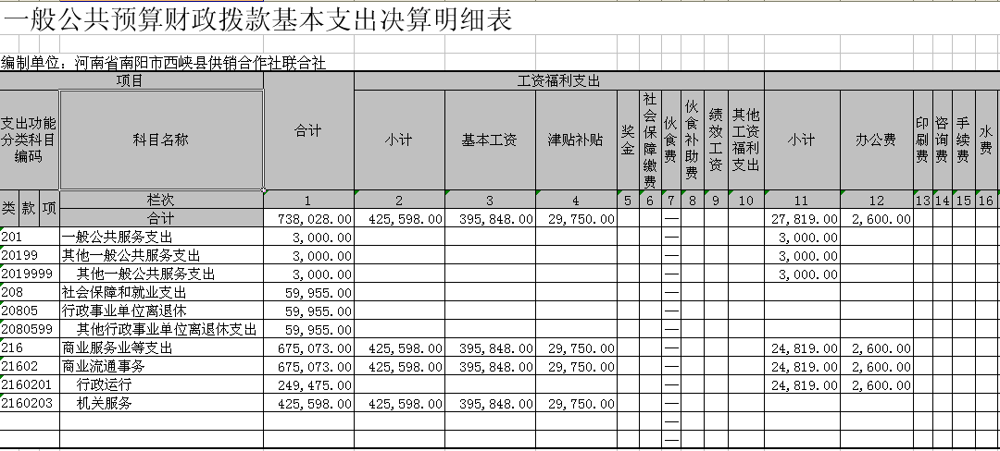 一般公共预算财政拨款基本支出决算明细表
编制单位：河南省南阳市西峡县供销合作社联合社
项目 合计 工资福利支出
支出功能分类科目编码 科目名称 小计 基本工资 津贴补贴 奖金 社会保障缴费 伙食费 伙食补助费 绩效工资 其他工资福利支出 小计 办公费 印刷费 咨询费 手续费 水费
类 款 项 栏次 1 2 3 4 5 6 7 8 9 10 11 12 13 14 15 16
合计 738,028.00 425,598.00 395,848.00 29,750.00 — 27,819.00 2,600.00
201 一般公共服务支出 3,000.00 — 3,000.00
20199 其他一般公共服务支出 3,000.00 — 3,000.00
2019999 其他一般公共服务支出 3,000.00 — 3,000.00
208 社会保障和就业支出 59,955.00 —
20805 行政事业单位离退休 59,955.00 —
2080599 其他行政事业单位离退休支出 59,955.00 —
216 商业服务业等支出 675,073.00 425,598.00 395,848.00 29,750.00 — 24,819.00 2,600.00
21602 商业流通事务 675,073.00 425,598.00 395,848.00 29,750.00 — 24,819.00 2,600.00
2160201 行政运行 249,475.00 — 24,819.00 2,600.00
2160203 机关服务 425,598.00 425,598.00 395,848.00 29,750.00 —
—
—